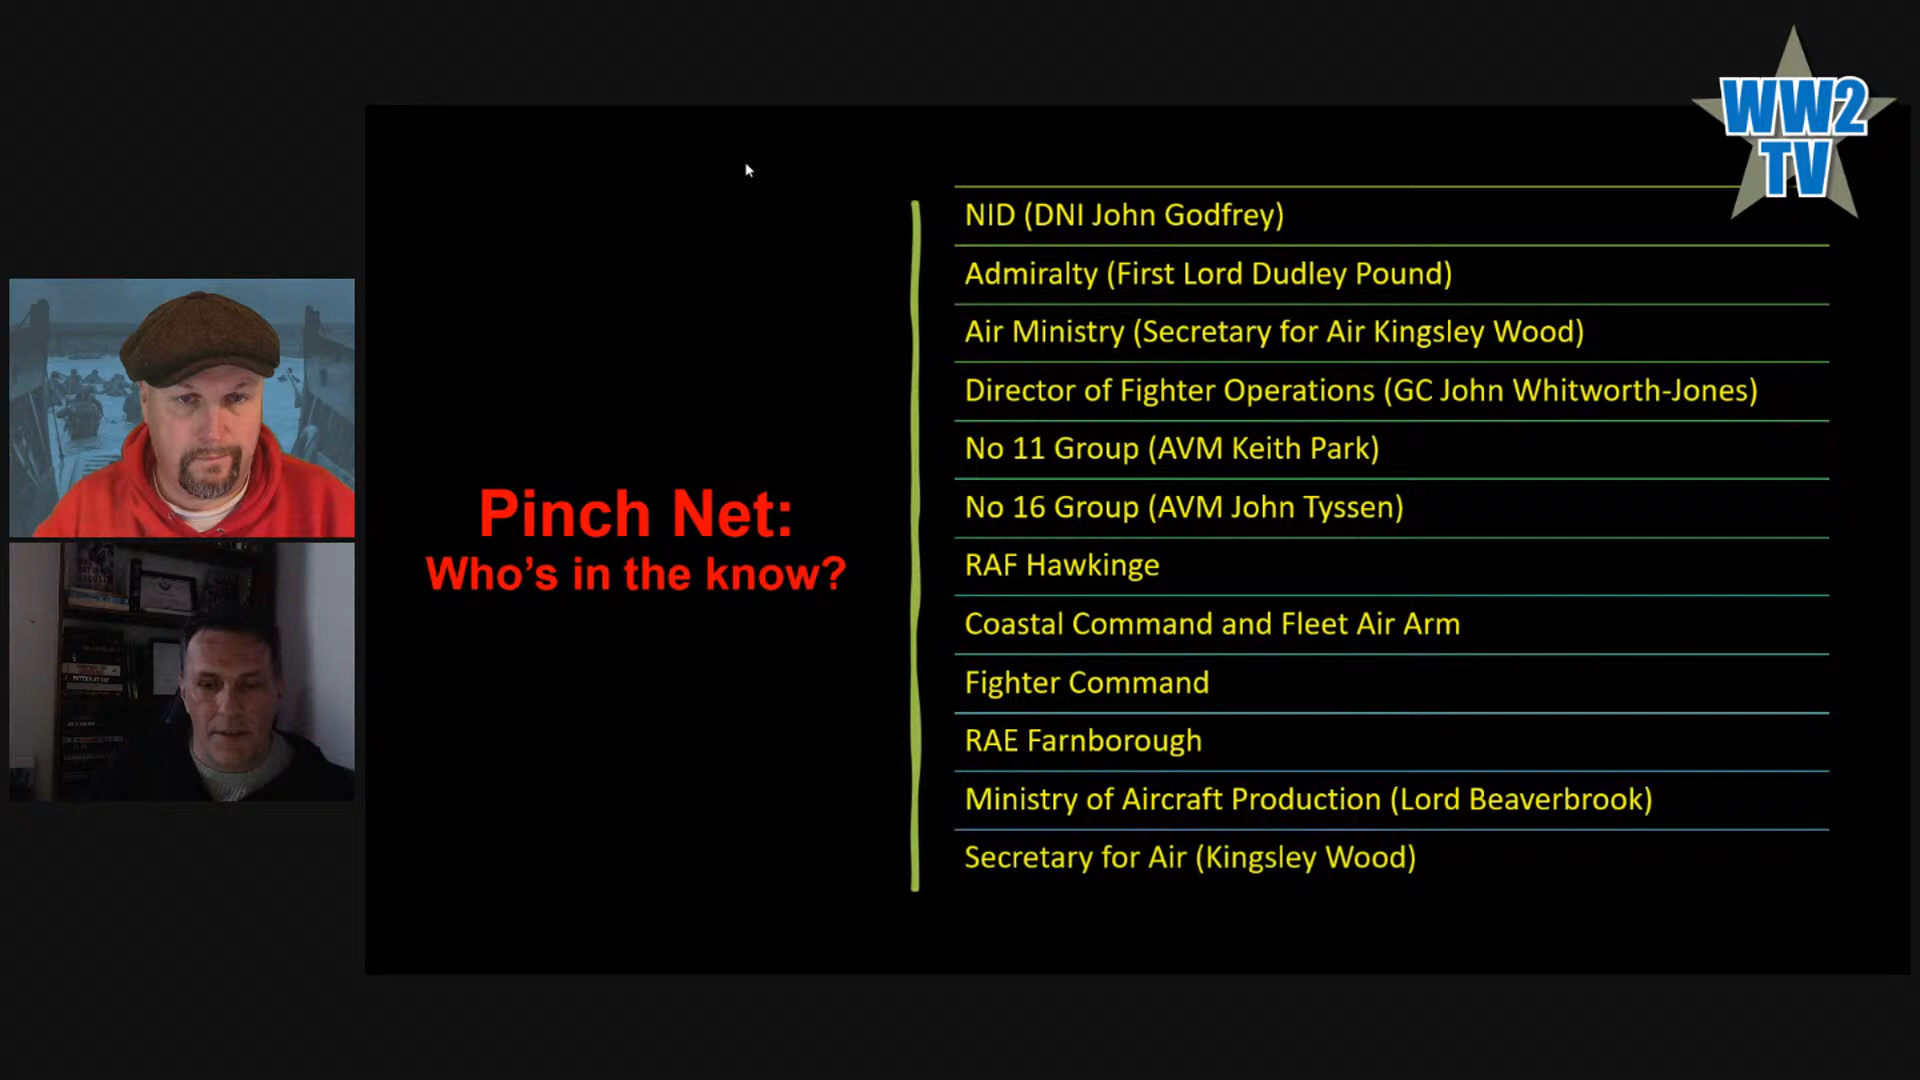 WW2
TV
Pinch Net:
Who's in the know?
NID (DNI John Godfrey)
Admiralty (First Lord Dudley Pound)
Air Ministry (Secretary for Air Kingsley Wood)
Director of Fighter Operations (GC John Whitworth-Jones)
No 11 Group (AVM Keith Park)
No 16 Group (AVM John Tyssen)
RAF Hawkinge
Coastal Command and Fleet Air Arm
Fighter Command
RAE Farnborough
Ministry of Aircraft Production (Lord Beaverbrook)
Secretary for Air (Kingsley Wood)